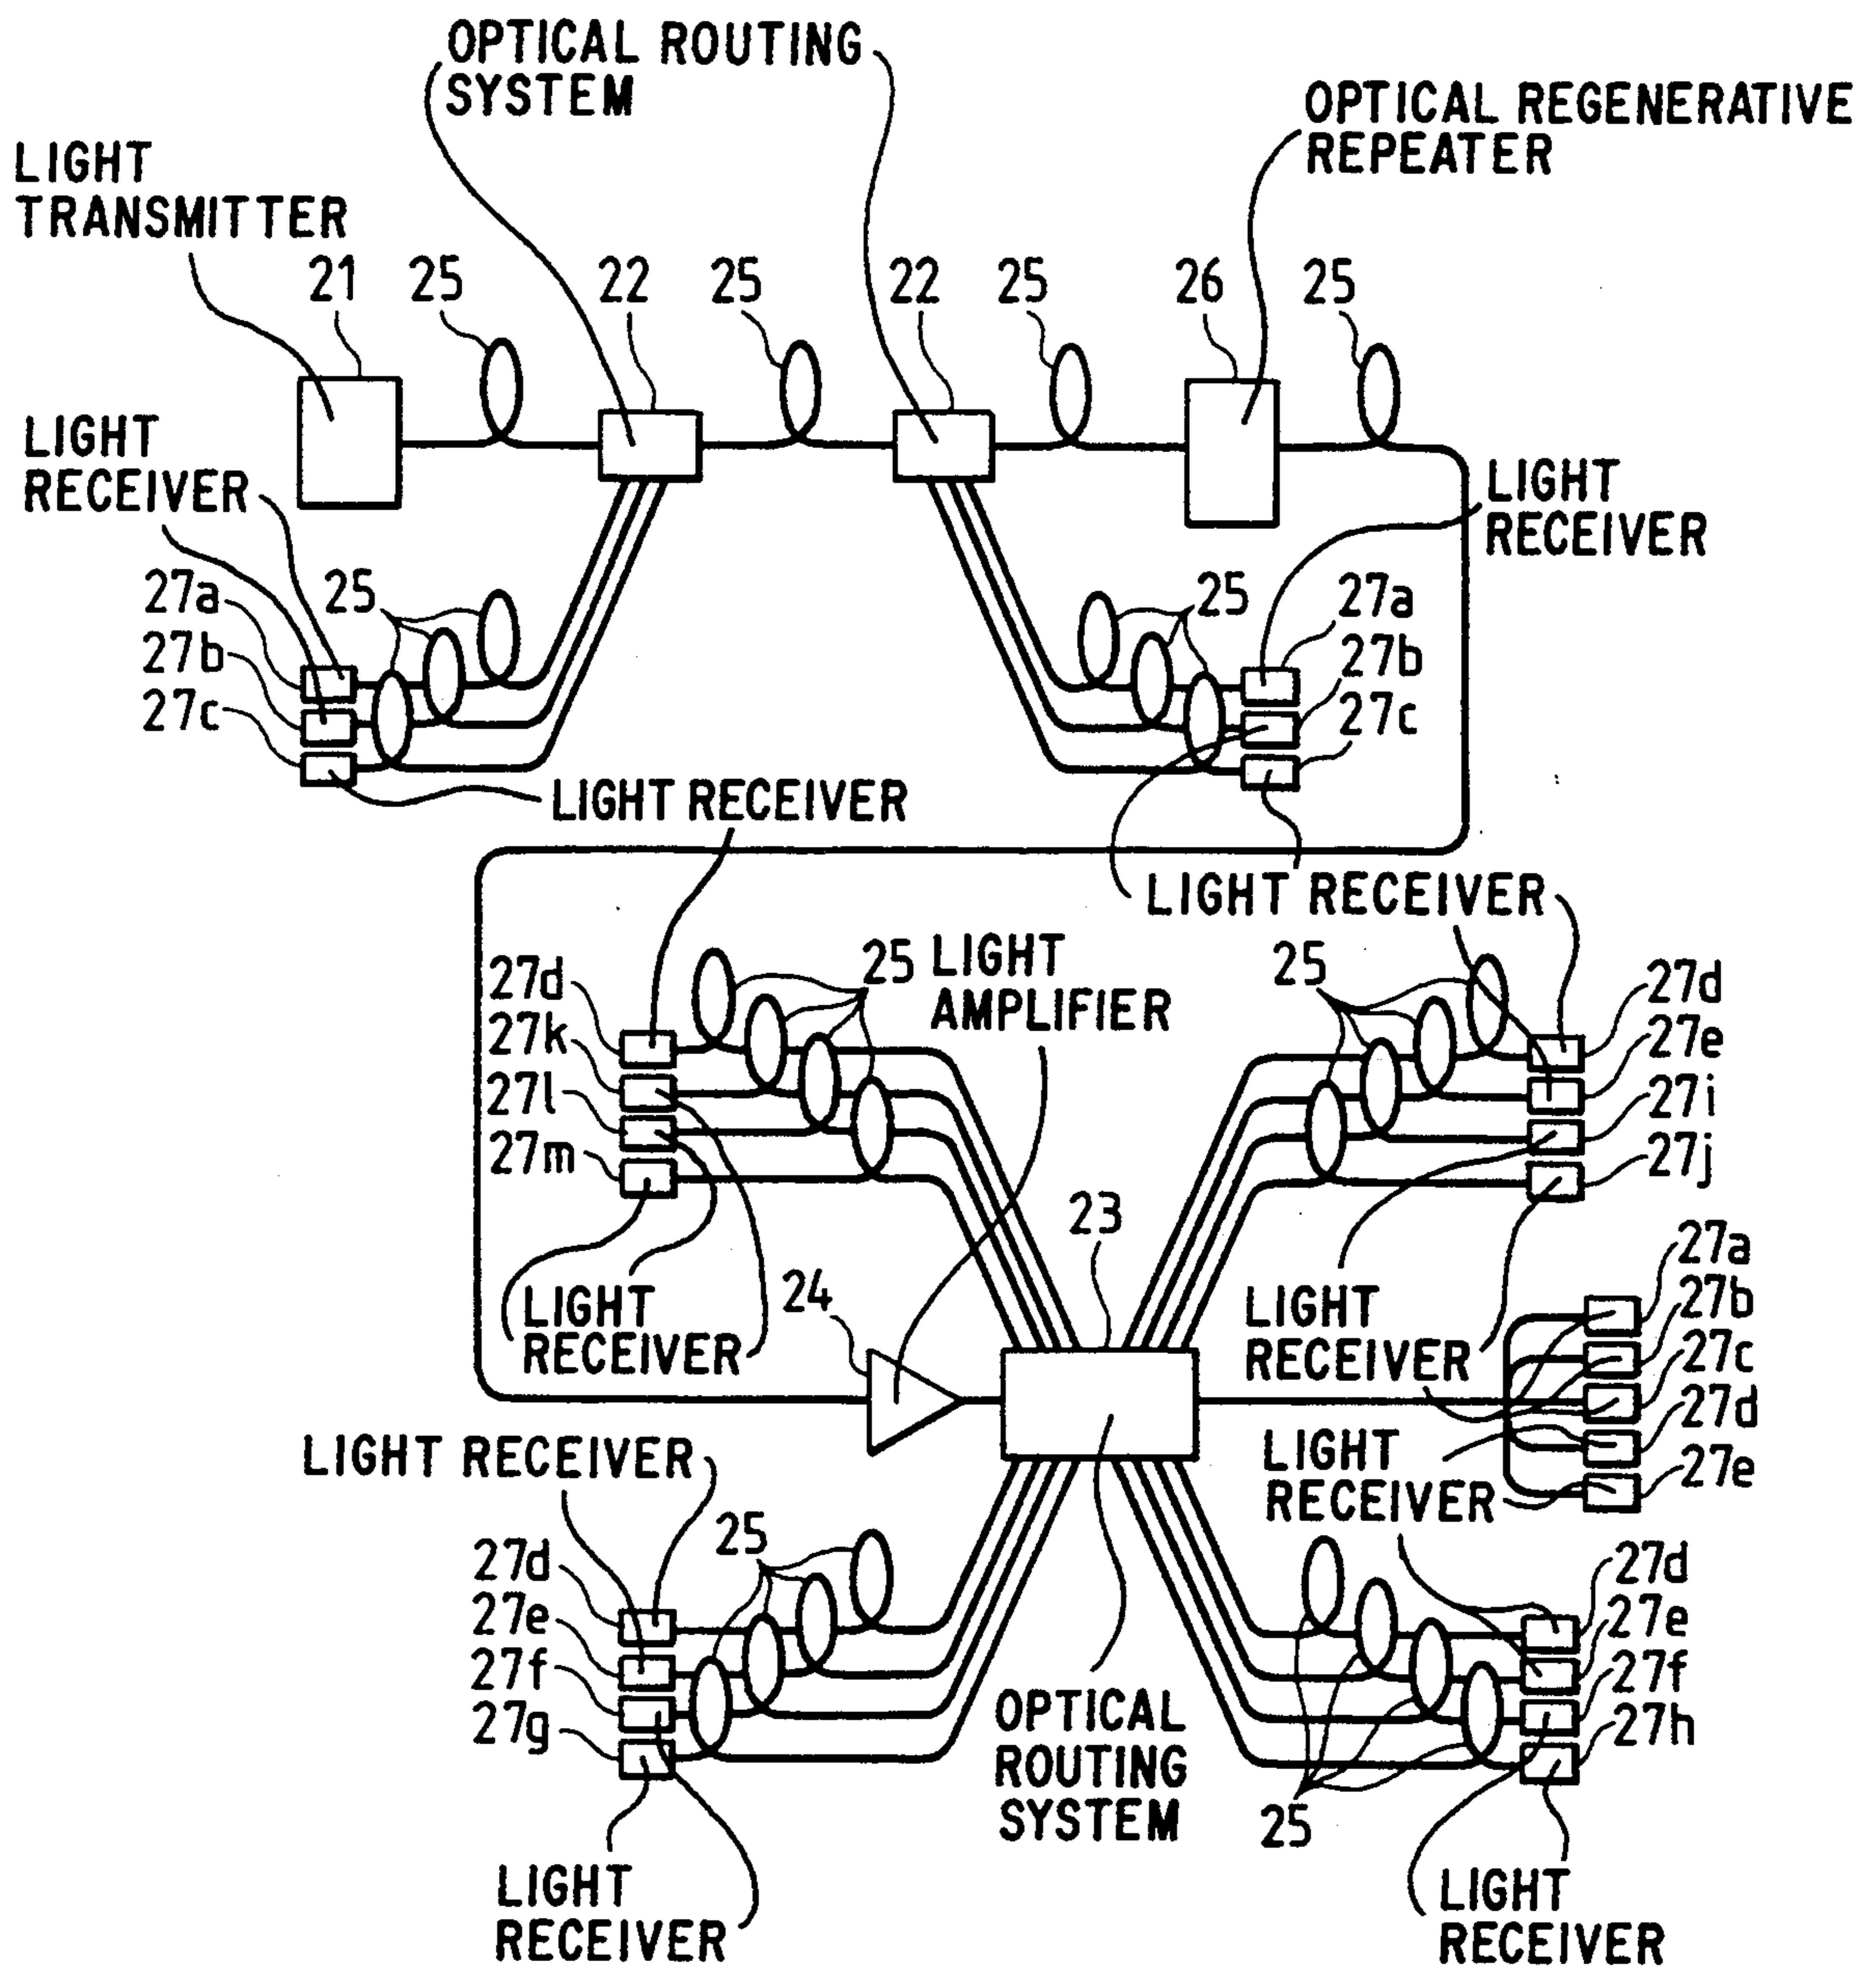 OPTICAL ROUTING
SYSTEM
OPTICAL REGENERATIVE
REPEATER
LIGHT
TRANSMITTER
21
25
22
25
22
25
26
25
LIGHT
RECEIVER
LIGHT
RECEIVER
27a
27b
27c
25
25
27a
27b
27c
LIGHT RECEIVER
LIGHT RECEIVER
27d
27k
27l
27m
25
LIGHT
AMPLIFIER
25
27d
27e
27i
27j
23
24
LIGHT
RECEIVER
LIGHT
RECEIVER
27a
27b
27c
27d
27e
LIGHT RECEIVER
LIGHT
RECEIVER
27d
27e
27f
27g
25
27d
27e
27f
27h
25
OPTICAL
ROUTING
SYSTEM
LIGHT
RECEIVER
LIGHT
RECEIVER